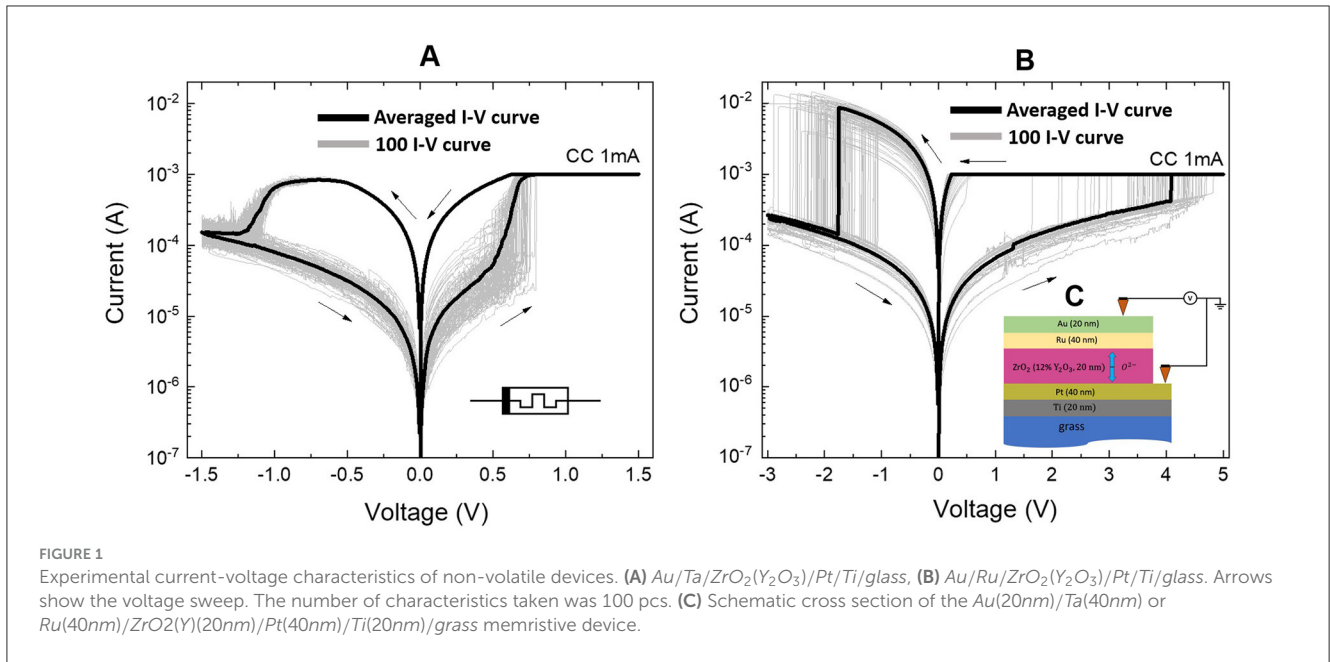 A
Averaged I-V curve
100 I-V curve
CC 1mA
10⁻²
10⁻³
10⁻⁴
10⁻⁵
10⁻⁶
10⁻⁷
Current (A)
-1.5 -1.0 -0.5 0.0 0.5 1.0 1.5
Voltage (V)
B
Averaged I-V curve
100 I-V curve
CC 1mA
10⁻²
10⁻³
10⁻⁴
10⁻⁵
10⁻⁶
10⁻⁷
Current (A)
-3 -2 -1 0 1 2 3 4 5
Voltage (V)
C
V
Au (20 nm)
Ru (40 nm)
ZrO₂ (12% Y₂O₃, 20 nm) O²⁻
Pt (40 nm)
Ti (20 nm)
grass
FIGURE 1
Experimental current-voltage characteristics of non-volatile devices. (A) Au/Ta/ZrO₂(Y₂O₃)/Pt/Ti/glass, (B) Au/Ru/ZrO₂(Y₂O₃)/Pt/Ti/glass. Arrows
show the voltage sweep. The number of characteristics taken was 100 pcs. (C) Schematic cross section of the Au(20nm)/Ta(40nm) or
Ru(40nm)/ZrO2(Y)(20nm)/Pt(40nm)/Ti(20nm)/grass memristive device.